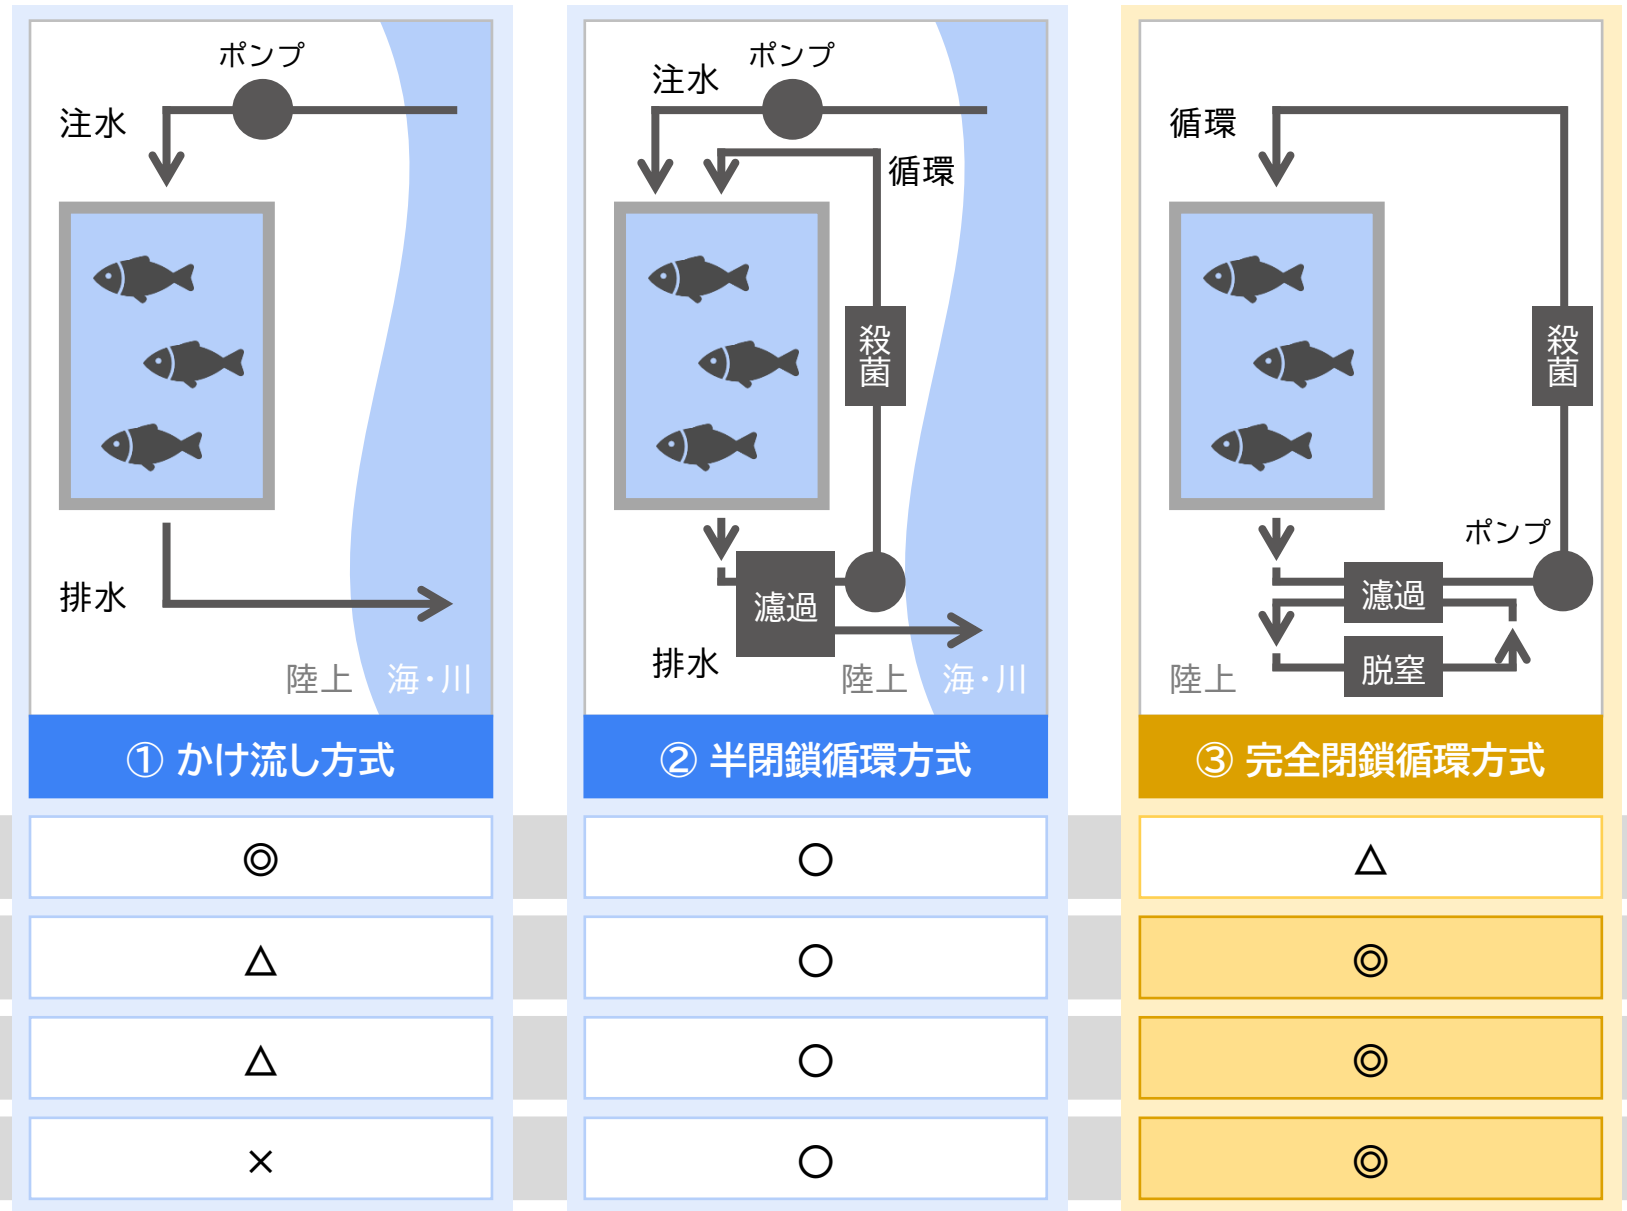 ポンプ
注水
排水
陸上
海・川
① かけ流し方式
◎
△
△
×
ポンプ
注水
循環
殺菌
濾過
排水
陸上
海・川
② 半閉鎖循環方式
○
○
○
○
循環
殺菌
ポンプ
濾過
脱窒
陸上
③ 完全閉鎖循環方式
△
◎
◎
◎